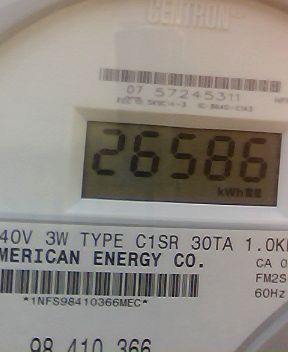 CENTRON
07 57245311
26586
kWh
40V 3W TYPE C1SR 30TA 1.0K
MERICAN ENERGY CO.
CA 0
FM2S
60Hz
*1NFS98410366MEC*
98 410 366